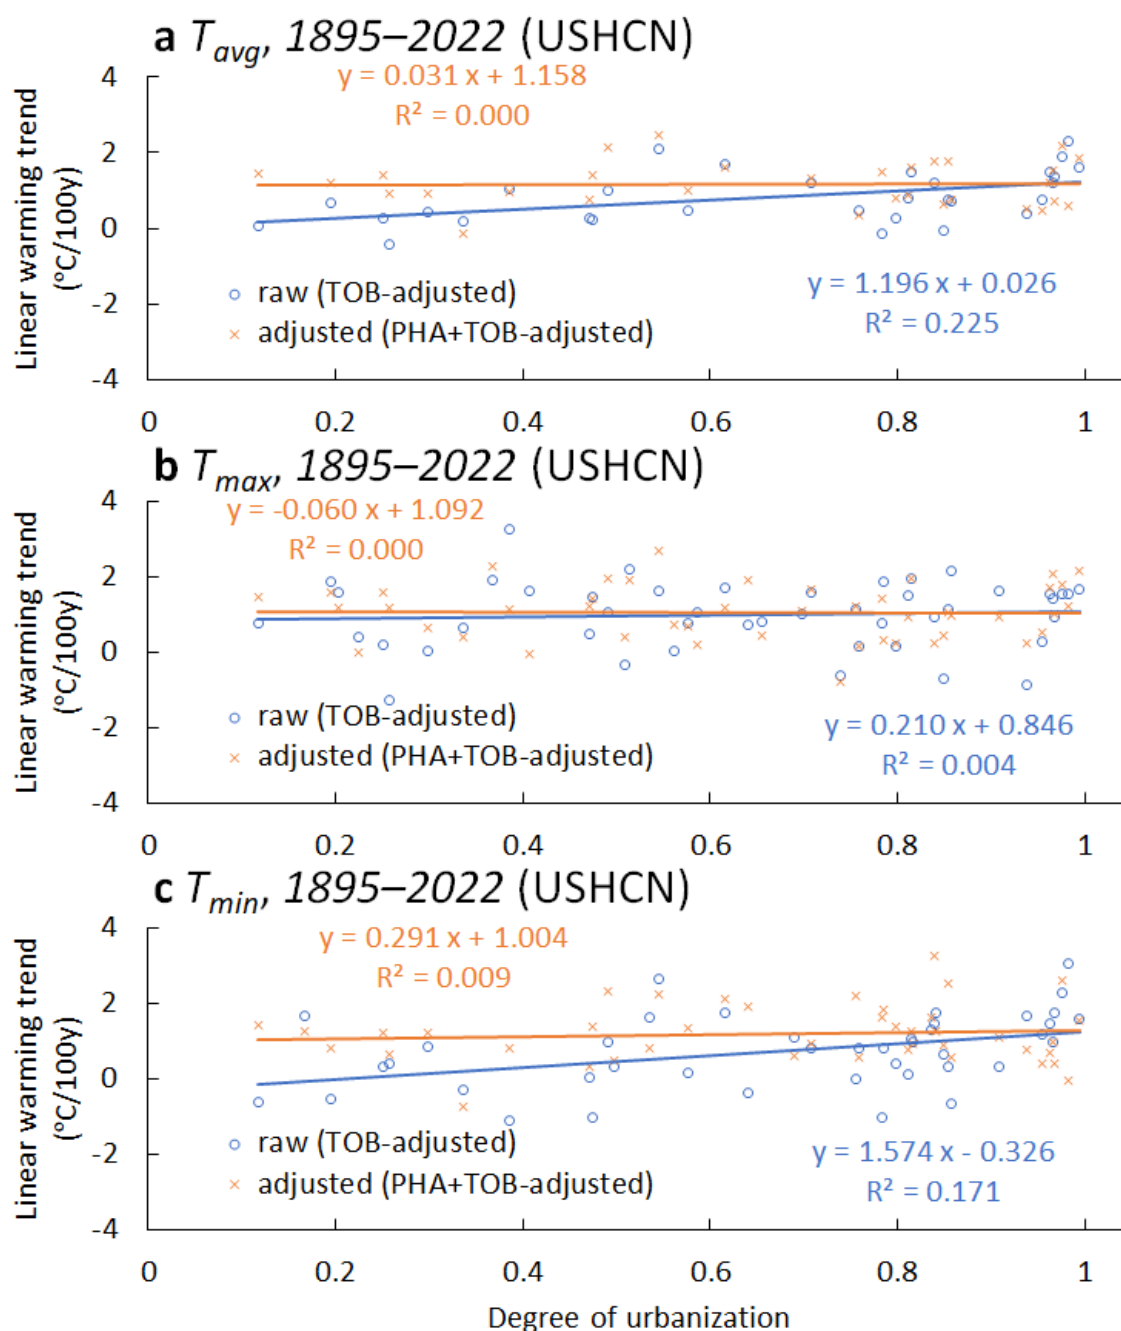 a T_avg, 1895–2022 (USHCN)
y = 0.031 x + 1.158
R² = 0.000
Linear warming trend
(°C/100y)
4
2
0
-2
-4
raw (TOB-adjusted)
adjusted (PHA+TOB-adjusted)
y = 1.196 x + 0.026
R² = 0.225
0 0.2 0.4 0.6 0.8 1
b T_max, 1895–2022 (USHCN)
y = -0.060 x + 1.092
R² = 0.000
Linear warming trend
(°C/100y)
4
2
0
-2
-4
raw (TOB-adjusted)
adjusted (PHA+TOB-adjusted)
y = 0.210 x + 0.846
R² = 0.004
0 0.2 0.4 0.6 0.8 1
c T_min, 1895–2022 (USHCN)
y = 0.291 x + 1.004
R² = 0.009
Linear warming trend
(°C/100y)
4
2
0
-2
-4
raw (TOB-adjusted)
adjusted (PHA+TOB-adjusted)
y = 1.574 x - 0.326
R² = 0.171
0 0.2 0.4 0.6 0.8 1
Degree of urbanization